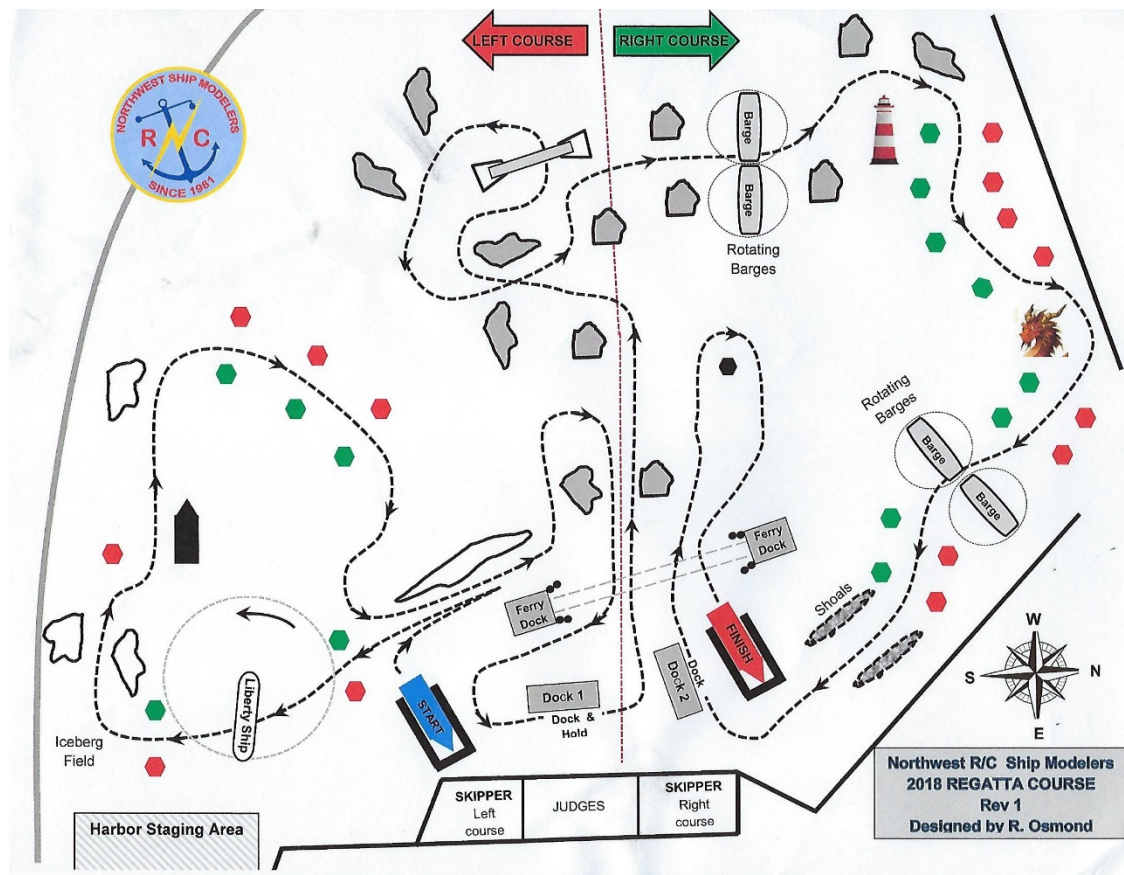 LEFT COURSE
RIGHT COURSE
NORTHWEST SHIP MODELERS
R C
SINCE 1981
Barge
Barge
Rotating
Barges
Rotating
Barges
Barge
Barge
Ferry
Dock
Ferry
Dock
Shoals
FINISH
START
Dock 1
Dock &
Hold
Dock 2
Dock
Liberty Ship
Iceberg
Field
W
S N
E
SKIPPER
Left
course
JUDGES
SKIPPER
Right
course
Harbor Staging Area
Northwest R/C Ship Modelers
2018 REGATTA COURSE
Rev 1
Designed by R. Osmond